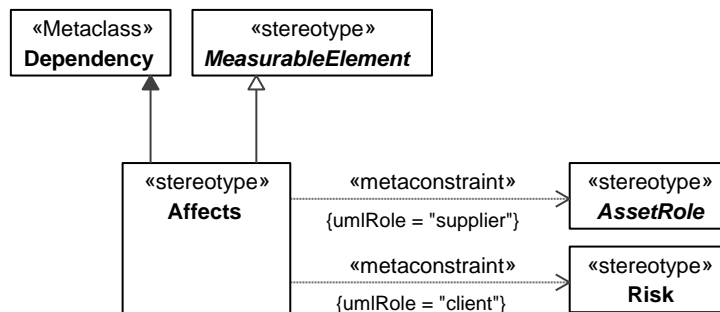 «Metaclass»
Dependency
«stereotype»
MeasurableElement
«stereotype»
Affects
«metaconstraint»
{umlRole = "supplier"}
«stereotype»
AssetRole
«metaconstraint»
{umlRole = "client"}
«stereotype»
Risk